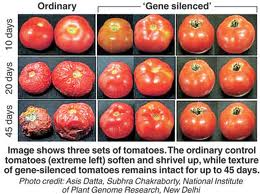 Ordinary
'Gene silenced'
10 days
20 days
45 days
Image shows three sets of tomatoes. The ordinary control
tomatoes (extreme left) soften and shrivel up, while texture
of gene-silenced tomatoes remains intact for up to 45 days.
Photo credit: Asis Datta, Subhra Chakraborty, National Institute
of Plant Genome Research, New Delhi